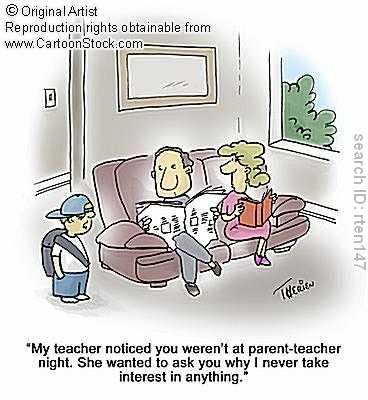 © Original Artist
Reproduction rights obtainable from
www.CartoonStock.com
search ID: rten147
THERIEN
"My teacher noticed you weren't at parent-teacher
night. She wanted to ask you why I never take
interest in anything."